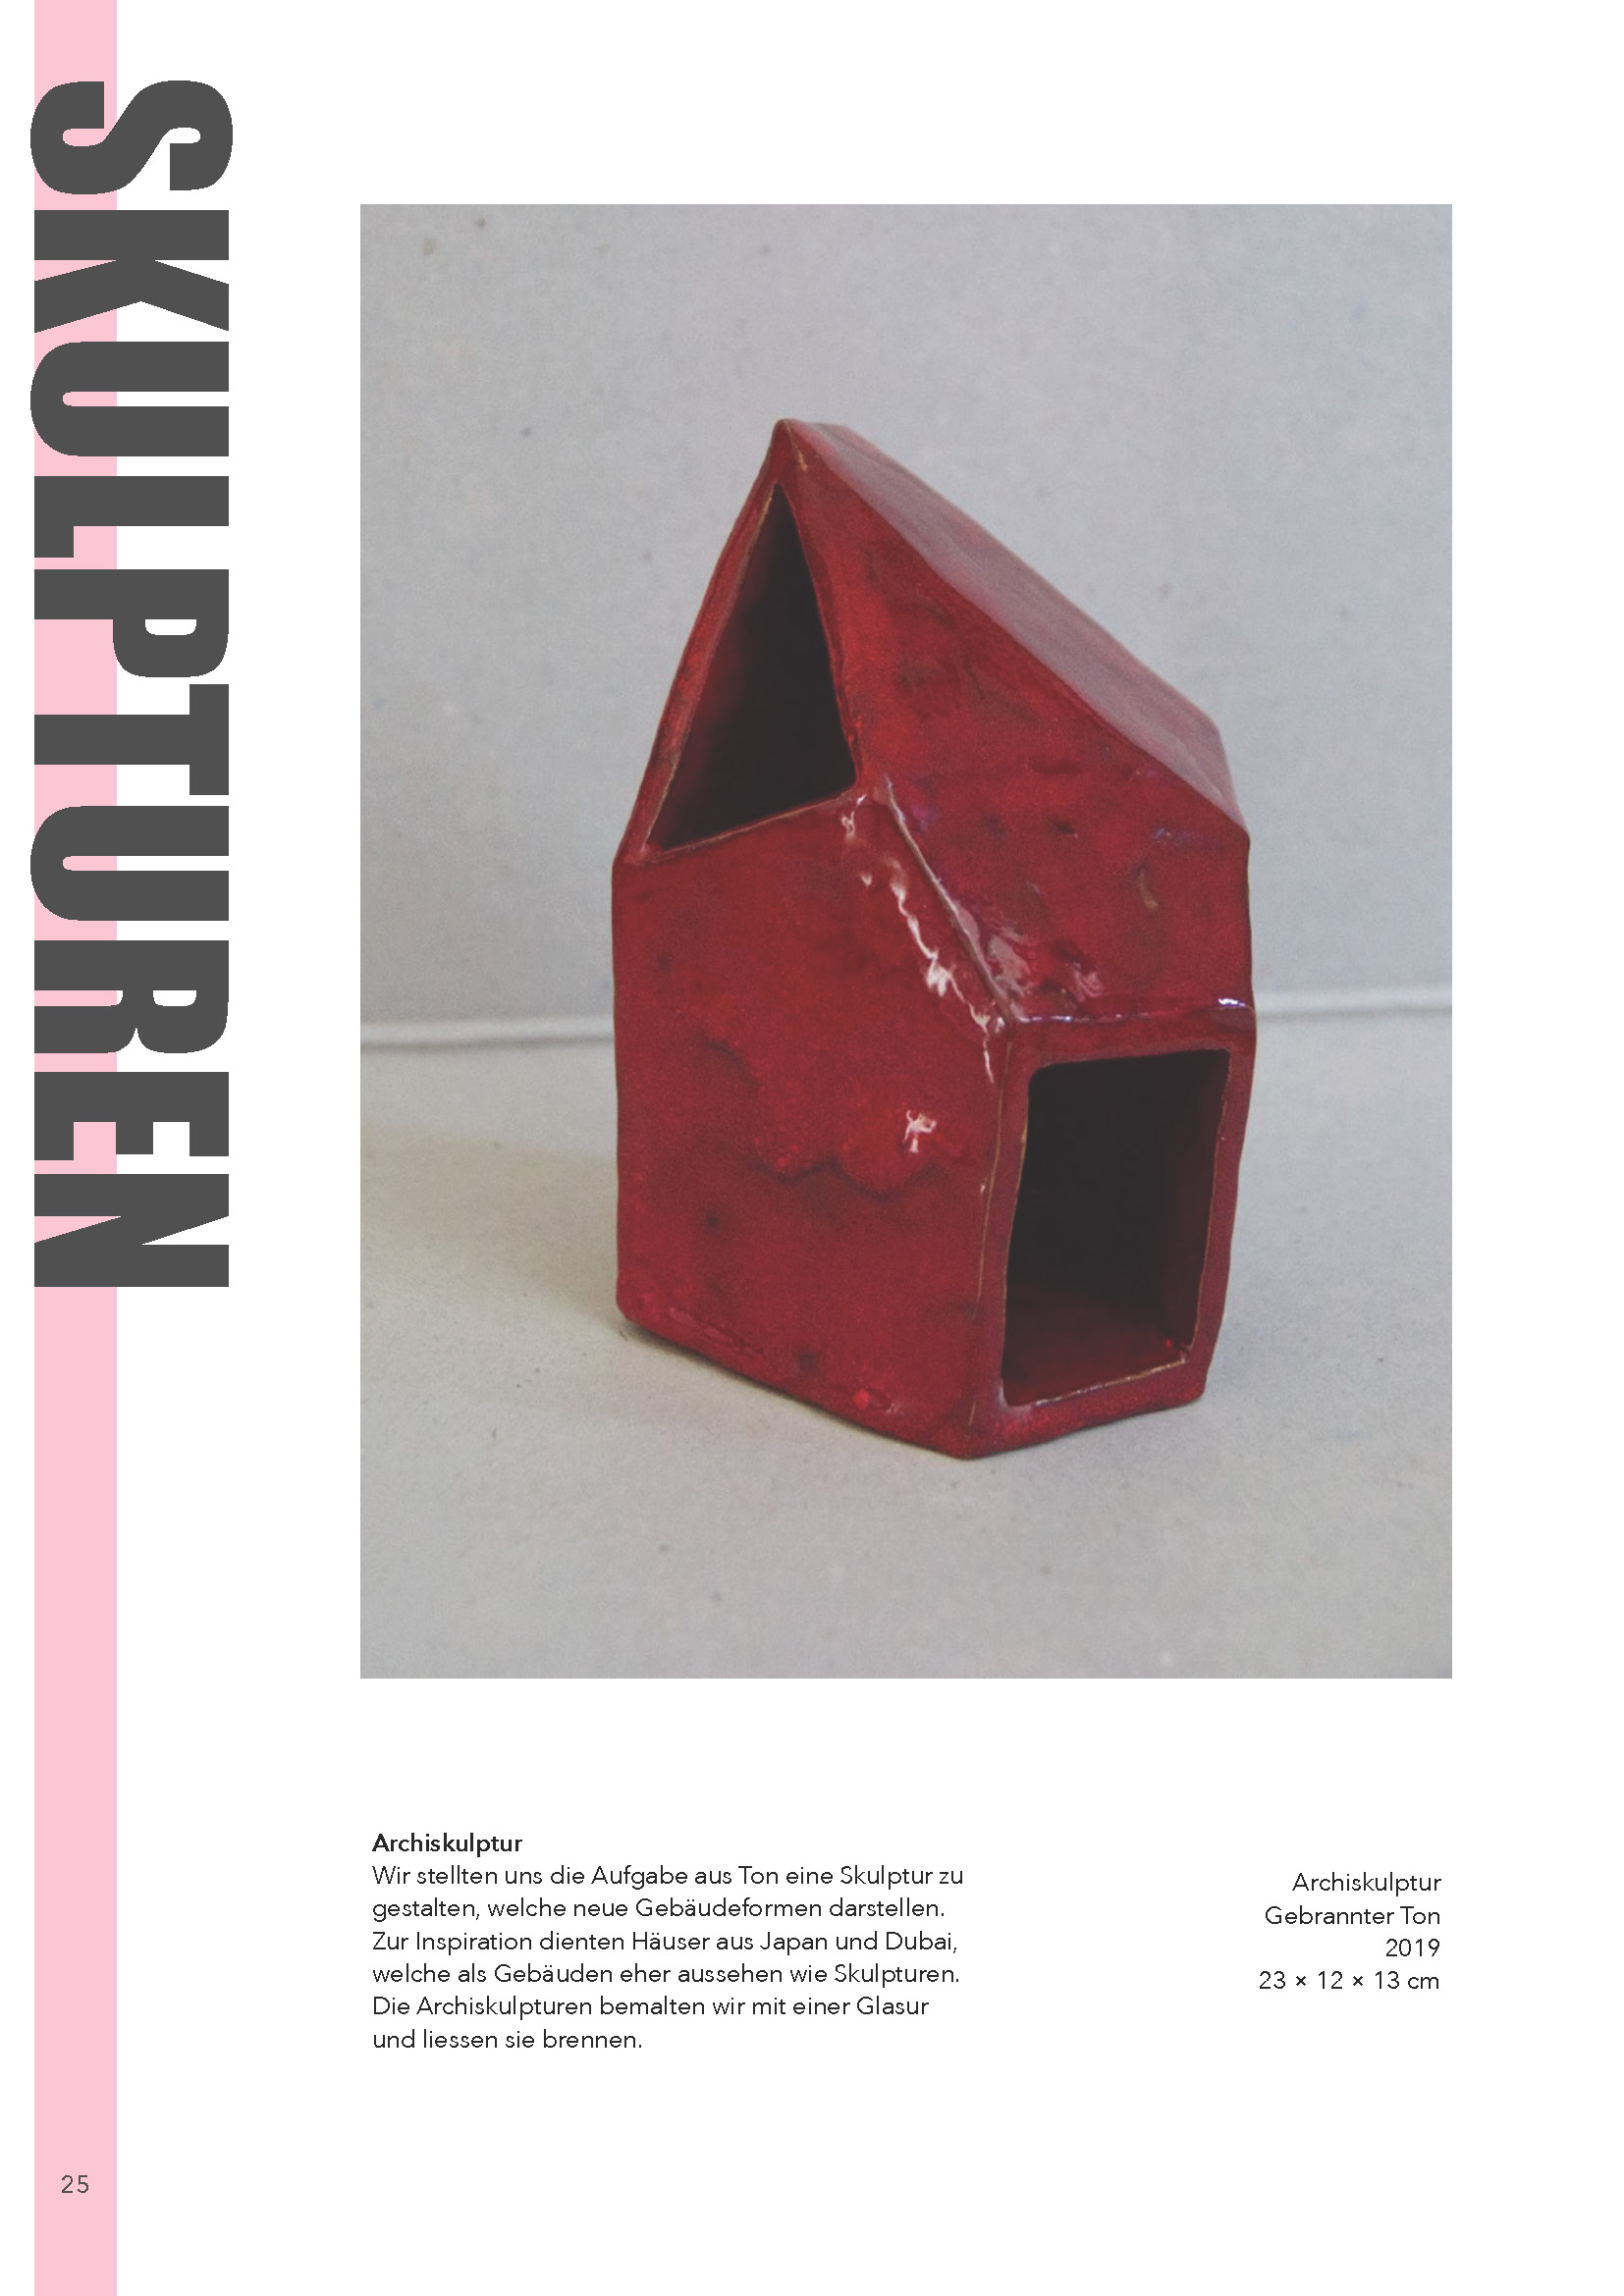 SKULPTUREN
Archiskulptur
Wir stellten uns die Aufgabe aus Ton eine Skulptur zu
gestalten, welche neue Gebäudeformen darstellen.
Zur Inspiration dienten Häuser aus Japan und Dubai,
welche als Gebäuden eher aussehen wie Skulpturen.
Die Archiskulpturen bemalten wir mit einer Glasur
und liessen sie brennen.
Archiskulptur
Gebrannter Ton
2019
23 × 12 × 13 cm
25